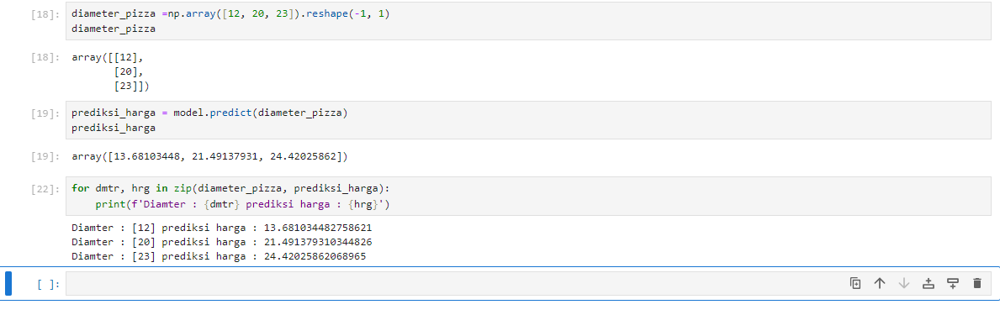 [18]: diameter_pizza =np.array([12, 20, 23]).reshape(-1, 1)
diameter_pizza
[18]: array([[12],
[20],
[23]])
[19]: prediksi_harga = model.predict(diameter_pizza)
prediksi_harga
[19]: array([13.68103448, 21.49137931, 24.42025862])
[22]: for dmtr, hrg in zip(diameter_pizza, prediksi_harga):
print(f'Diamter : {dmtr} prediksi harga : {hrg}')
Diamter : [12] prediksi harga : 13.681034482758621
Diamter : [20] prediksi harga : 21.491379310344826
Diamter : [23] prediksi harga : 24.42025862068965
[ ]: